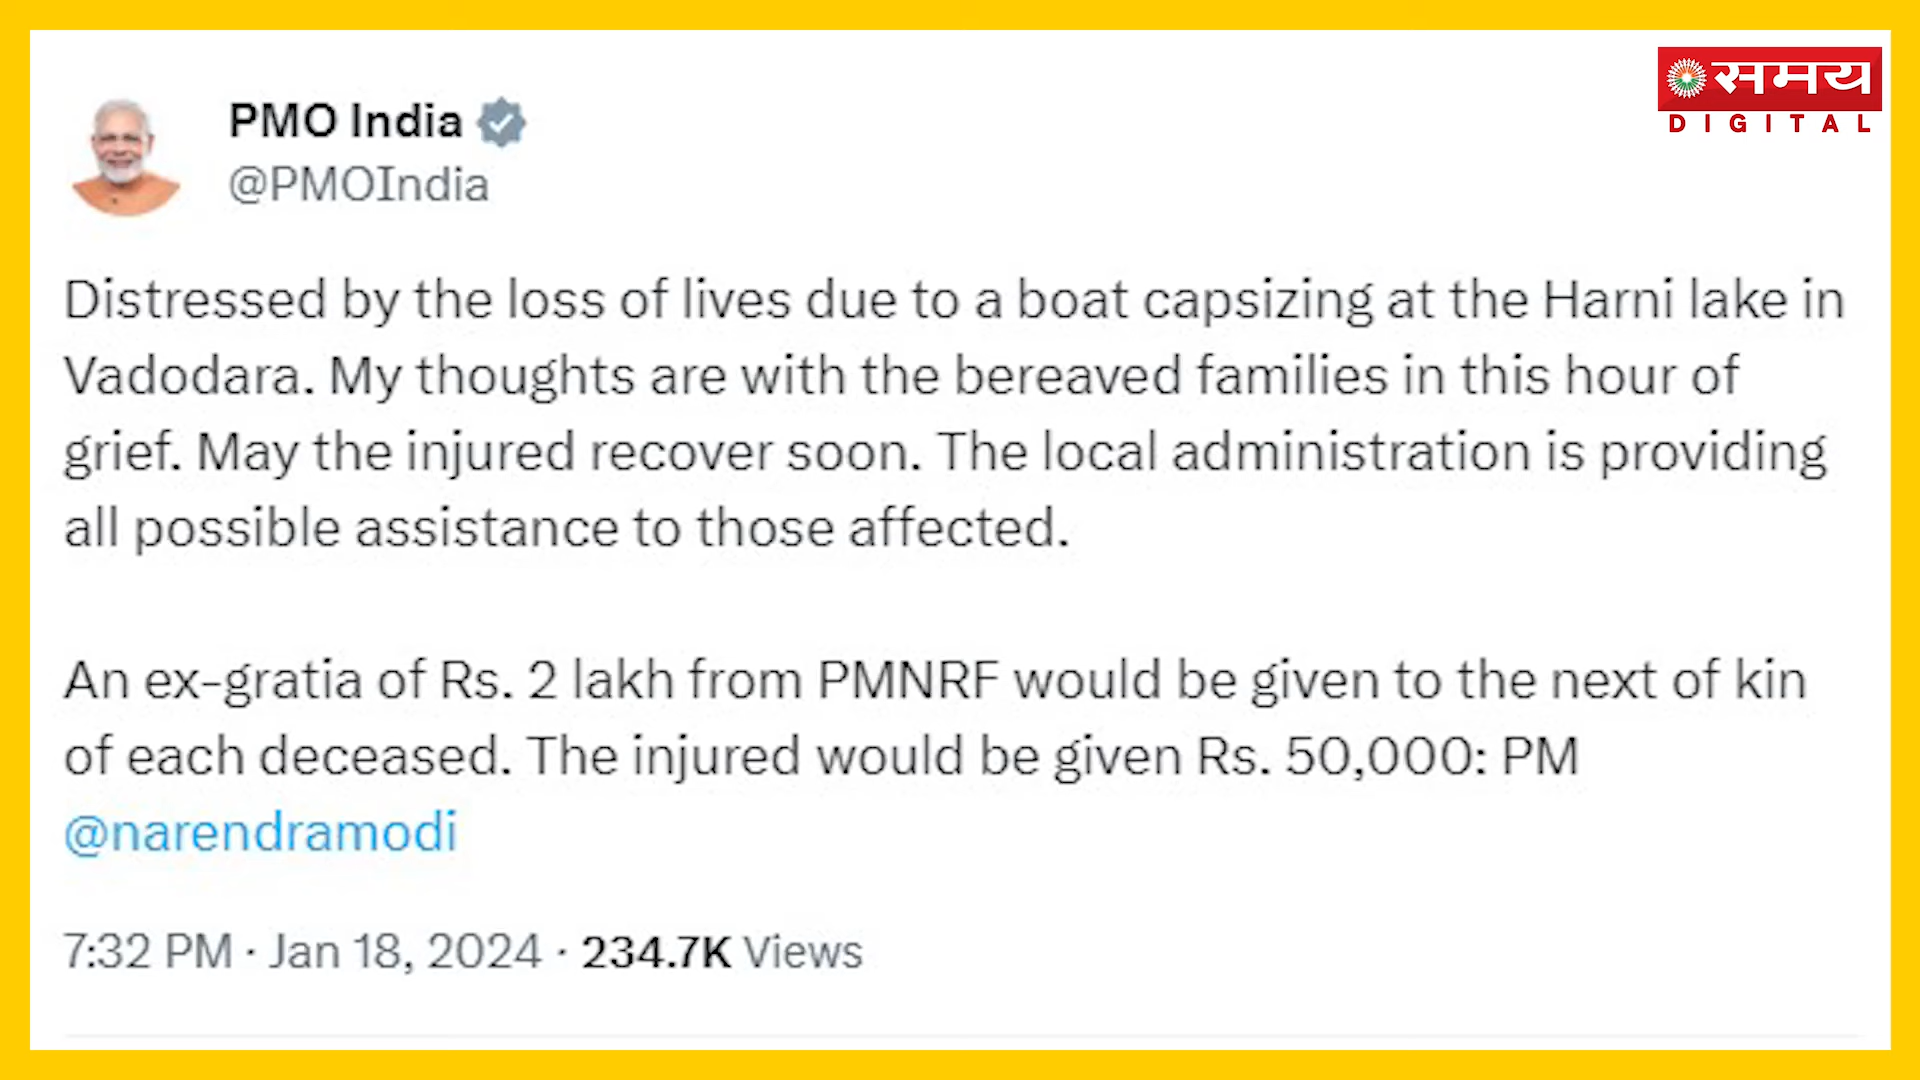 समय
DIGITAL
PMO India
@PMOIndia
Distressed by the loss of lives due to a boat capsizing at the Harni lake in
Vadodara. My thoughts are with the bereaved families in this hour of
grief. May the injured recover soon. The local administration is providing
all possible assistance to those affected.
An ex-gratia of Rs. 2 lakh from PMNRF would be given to the next of kin
of each deceased. The injured would be given Rs. 50,000: PM
@narendramodi
7:32 PM · Jan 18, 2024 · 234.7K Views